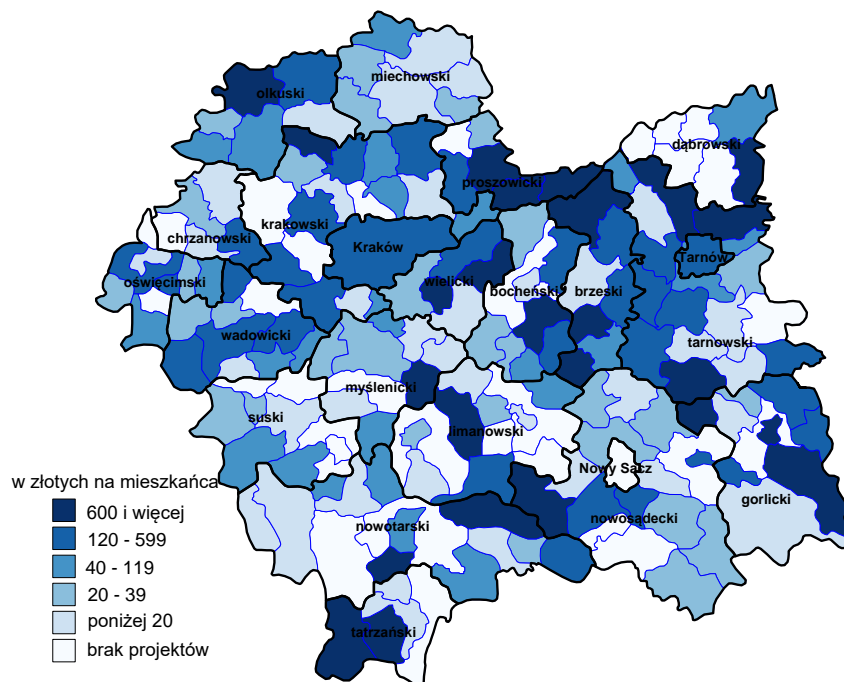 miechowski
olkuski
dąbrowski
proszowicki
krakowski
chrzanowski
Kraków
Tarnów
wielicki
oświęcimski
bocheński
brzeski
wadowicki
tarnowski
myślenicki
suski
limanowski
Nowy Sącz
w złotych na mieszkańca
600 i więcej
gorlicki
120 - 599
nowotarski
nowosądecki
40 - 119
20 - 39
poniżej 20
tatrzański
brak projektów